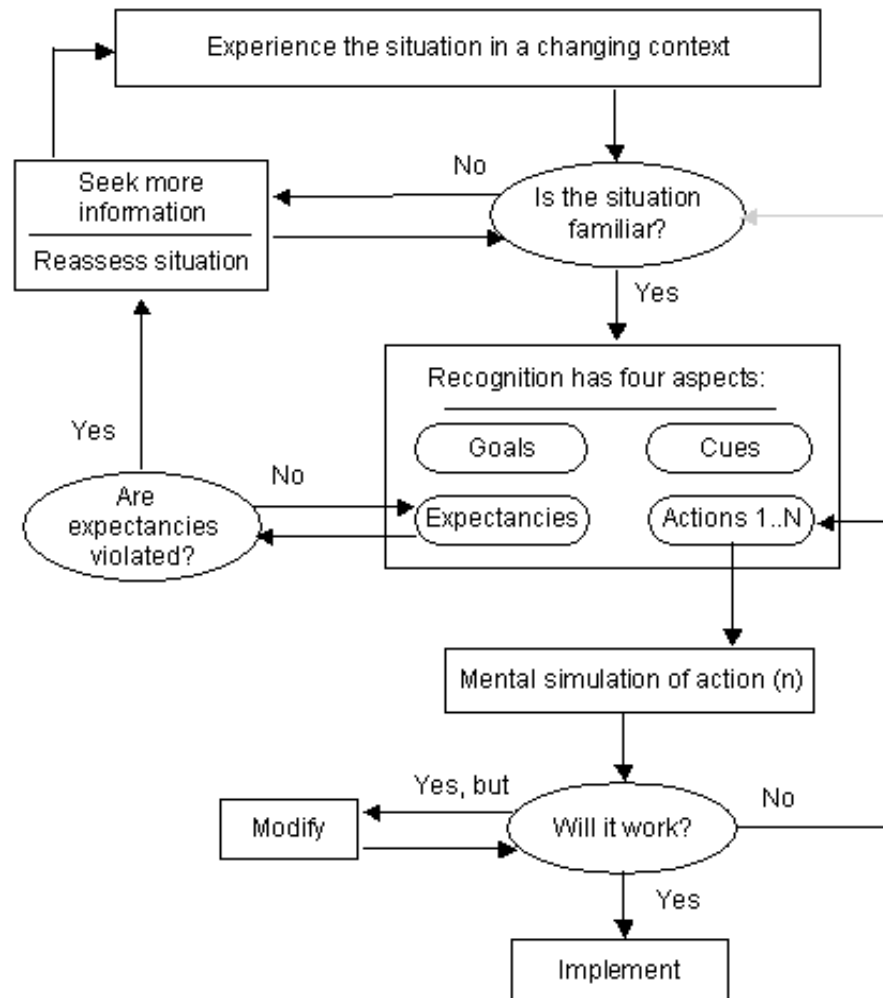 Experience the situation in a changing context
No
Seek more
information
Reassess situation
Is the situation
familiar?
Yes
Recognition has four aspects:
Goals
Cues
Yes
No
Are
expectancies
violated?
Expectancies
Actions 1..N
Mental simulation of action (n)
Yes, but
No
Modify
Will it work?
Yes
Implement